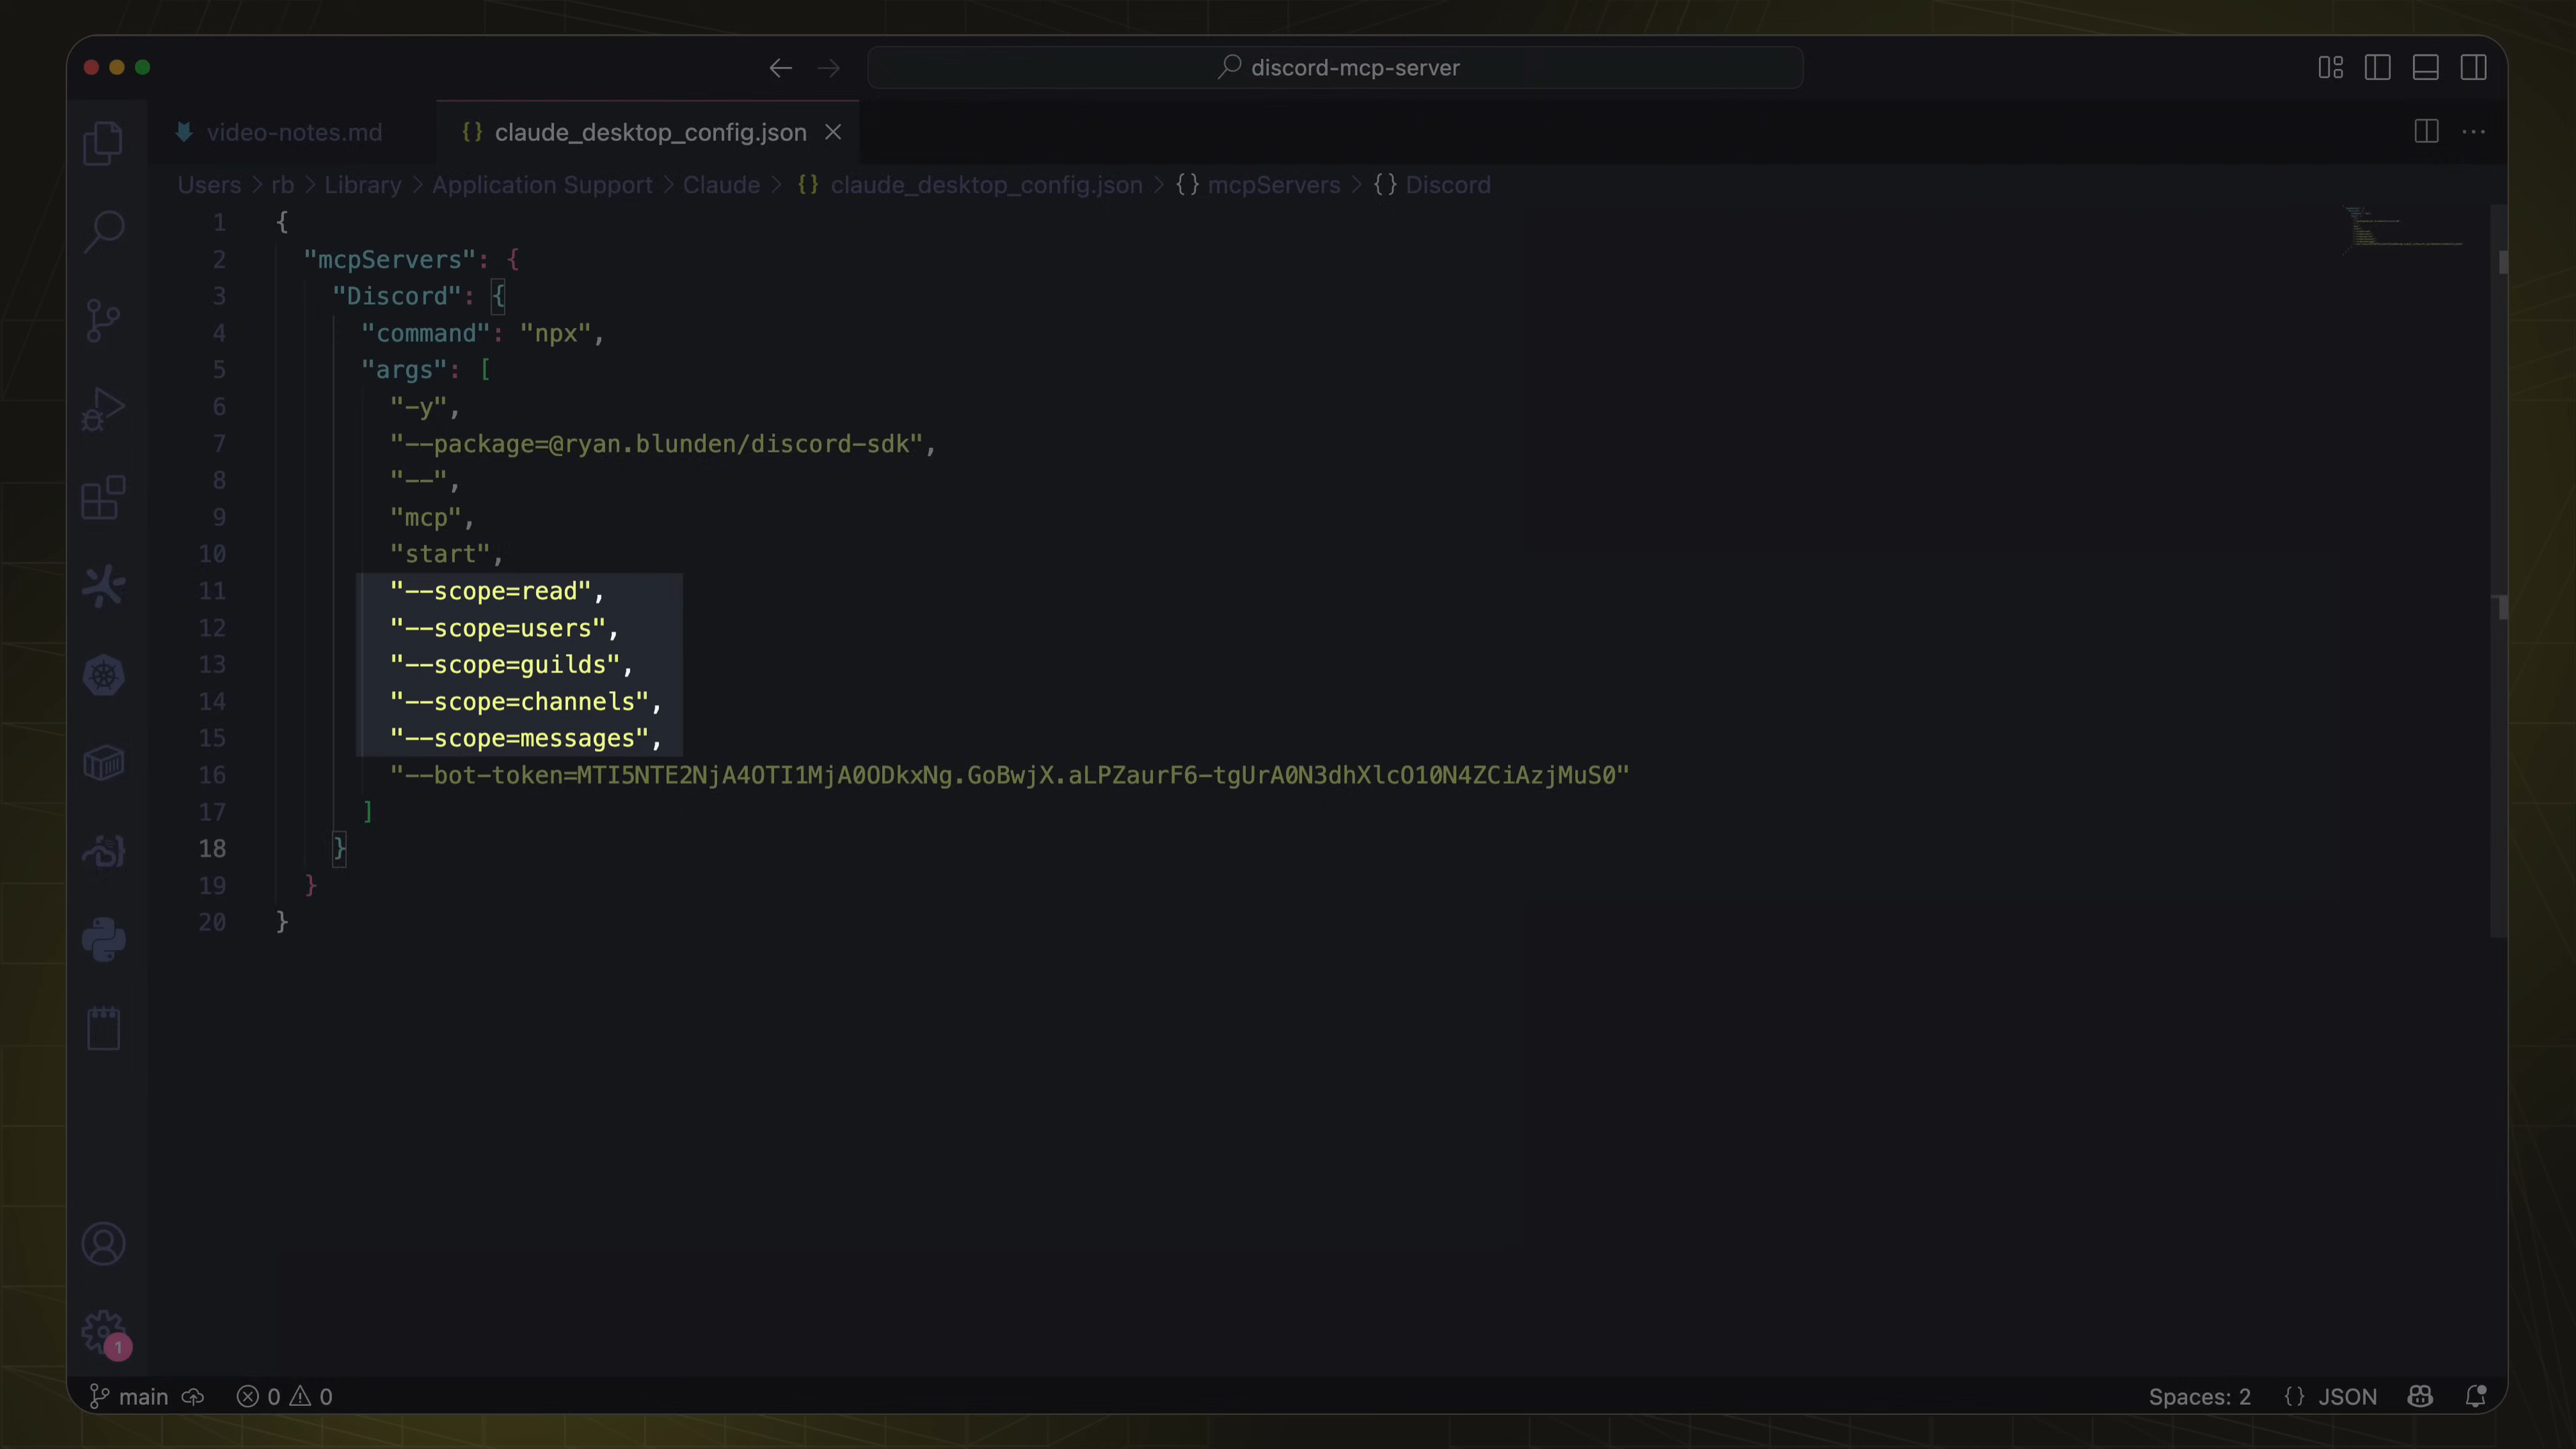 discord-mcp-server
video-notes.md
{} claude_desktop_config.json
Users > rb > Library > Application Support > Claude > {} claude_desktop_config.json > {} mcpServers > {} Discord
1 {
2 "mcpServers": {
3 "Discord": {
4 "command": "npx",
5 "args": [
6 "-y",
7 "--package=@ryan.blunden/discord-sdk",
8 "--",
9 "mcp",
10 "start",
11 "--scope=read",
12 "--scope=users",
13 "--scope=guilds",
14 "--scope=channels",
15 "--scope=messages",
16 "--bot-token=MTI5NTE2NjA4OTI1MjA0ODkxNg.GoBwjX.aLPZaurF6-tgUrA0N3dhXlcO10N4ZCiAzjMuS0"
17 ]
18 }
19 }
20 }
1
main 0 0
Spaces: 2 {} JSON